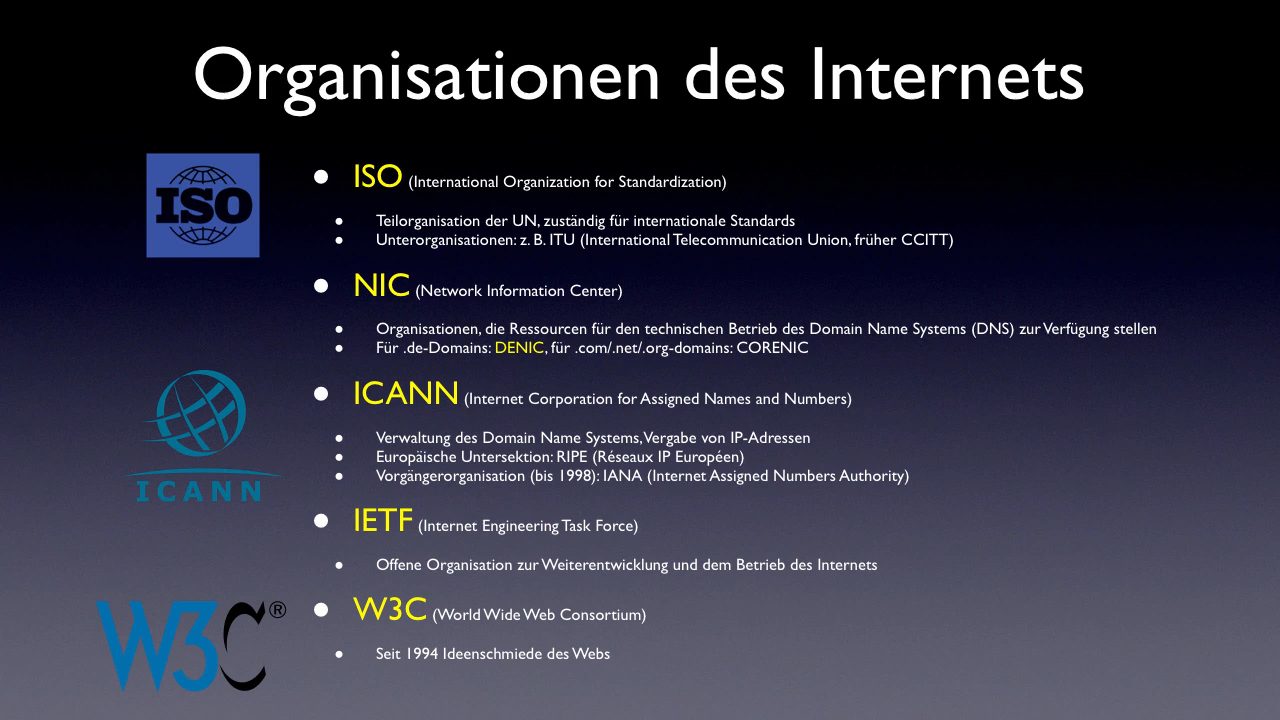 Organisationen des Internets
ISO
• ISO (International Organization for Standardization)
• Teilorganisation der UN, zuständig für internationale Standards
• Unterorganisationen: z. B. ITU (International Telecommunication Union, früher CCITT)
• NIC (Network Information Center)
• Organisationen, die Ressourcen für den technischen Betrieb des Domain Name Systems (DNS) zur Verfügung stellen
• Für .de-Domains: DENIC, für .com/.net/.org-domains: CORENIC
ICANN
• ICANN (Internet Corporation for Assigned Names and Numbers)
• Verwaltung des Domain Name Systems, Vergabe von IP-Adressen
• Europäische Untersektion: RIPE (Réseaux IP Européen)
• Vorgängerorganisation (bis 1998): IANA (Internet Assigned Numbers Authority)
• IETF (Internet Engineering Task Force)
• Offene Organisation zur Weiterentwicklung und dem Betrieb des Internets
W3C®
• W3C (World Wide Web Consortium)
• Seit 1994 Ideenschmiede des Webs